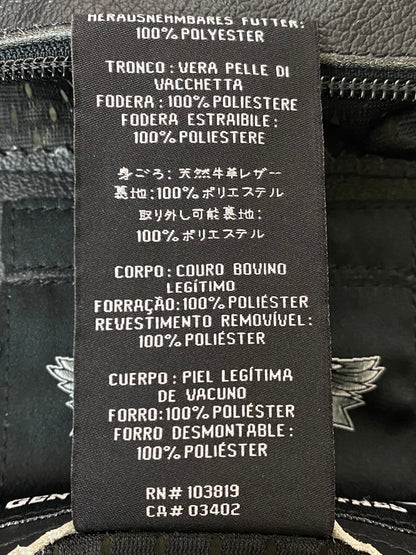 HERAUSNEHMBARES FUTTER:
100% POLYESTER
TRONCO: VERA PELLE DI
VACCHETTA
FODERA: 100% POLIESTERE
FODERA ESTRAIBILE:
100% POLIESTERE
身ごろ: 天然牛革レザー
裏地:100%ポリエステル
取り外し可能裏地:
100%ポリエステル
CORPO: COURO BOVINO
LEGÍTIMO
FORRAÇÃO: 100% POLIÉSTER
REVESTIMENTO REMOVÍVEL:
100% POLIÉSTER
CUERPO: PIEL LEGÍTIMA
DE VACUNO
FORRO: 100% POLIÉSTER
FORRO DESMONTABLE:
100% POLIÉSTER
RN# 103819
CA# 03402